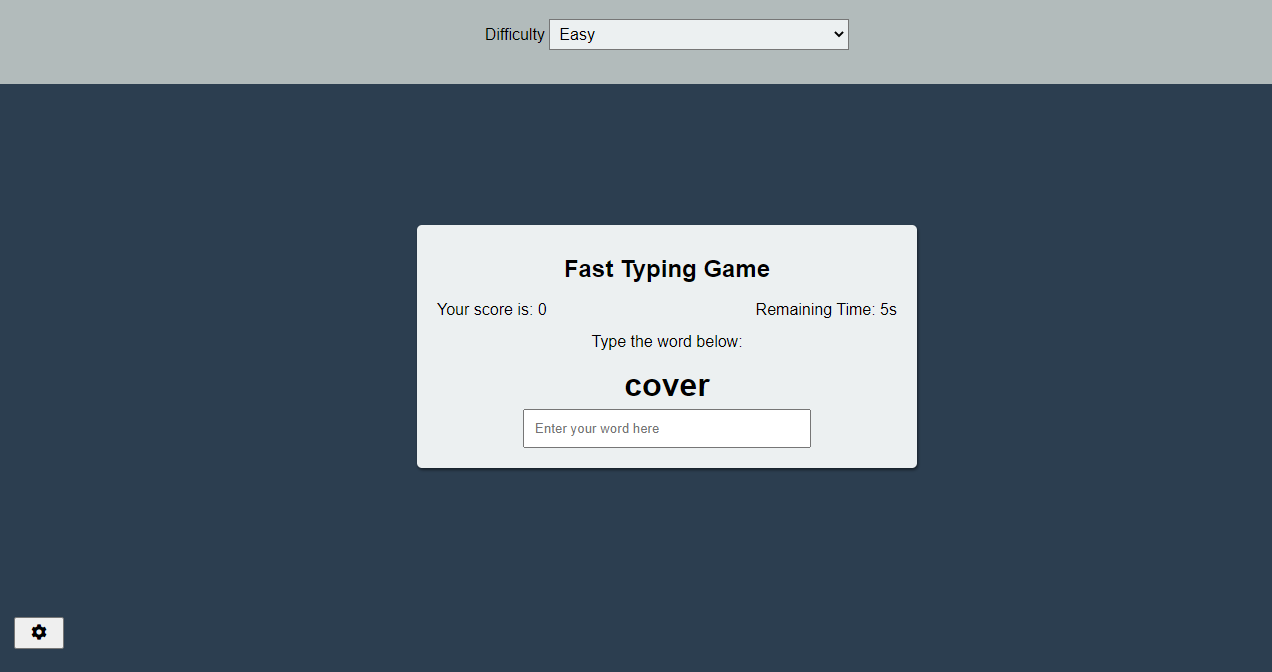 Difficulty Easy
Fast Typing Game
Your score is: 0 Remaining Time: 5s
Type the word below:
cover
Enter your word here